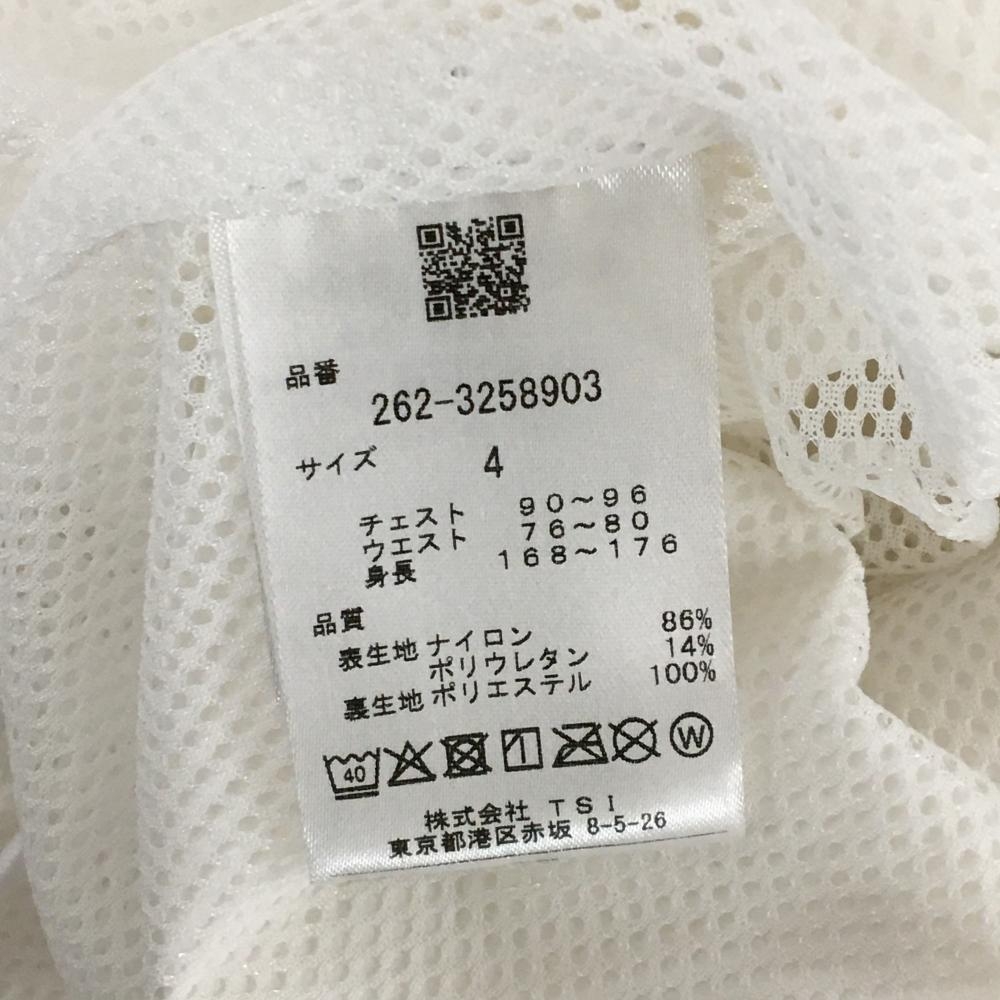 品番
262-3258903
サイズ 4
チェスト 90～96
ウエスト 76～80
身長 168～176
品質
表生地 ナイロン 86%
ポリウレタン 14%
裏生地 ポリエステル 100%
40 W
株式会社 TSI
東京都港区赤坂 8-5-26